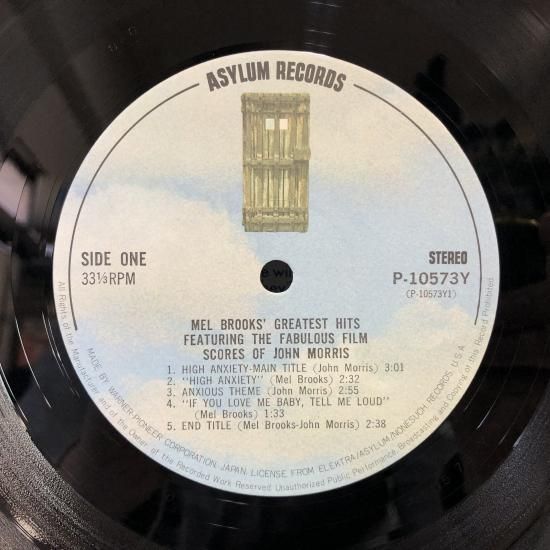 ASYLUM RECORDS
SIDE ONE
33⅓RPM
STEREO
P-10573Y
(P-10573Y1)
MEL BROOKS' GREATEST HITS
FEATURING THE FABULOUS FILM
SCORES OF JOHN MORRIS
1. HIGH ANXIETY-MAIN TITLE (John Morris) 3:01
2. "HIGH ANXIETY" (Mel Brooks) 2:32
3. ANXIOUS THEME (John Morris) 2:55
4. "IF YOU LOVE ME BABY, TELL ME LOUD"
(Mel Brooks) 1:33
5. END TITLE (Mel Brooks-John Morris) 2:38
MADE BY WARNER-PIONEER CORPORATION, JAPAN. LICENSE FROM ELEKTRA/ASYLUM/NONESUCH RECORDS, U.S.A.
All Rights of the Manufacturer and of the Owner of the Recorded Work Reserved. Unauthorized Public Performance, Broadcasting and Copying of this Record Prohibited.